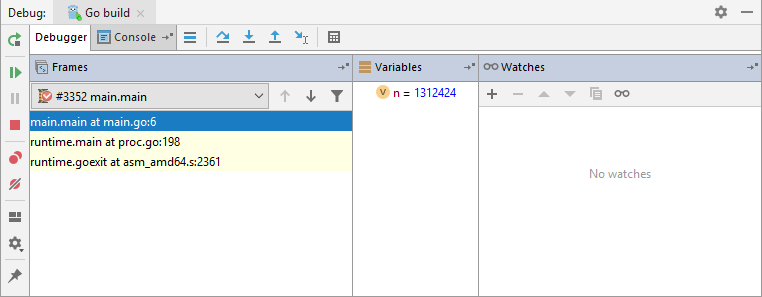 Debug: Go build
Debugger Console
Frames Variables Watches
#3352 main.main
n = 1312424
main.main at main.go:6
runtime.main at proc.go:198
runtime.goexit at asm_amd64.s:2361
No watches